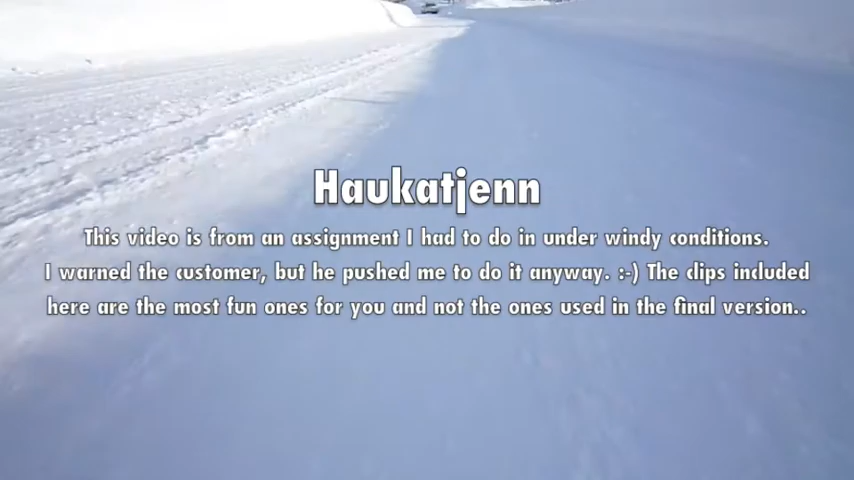 Haukatjenn
This video is from an assignment I had to do in under windy conditions.
I warned the customer, but he pushed me to do it anyway. :-) The clips included
here are the most fun ones for you and not the ones used in the final version..